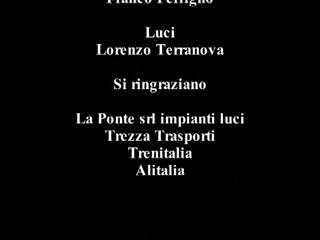 Luci
Lorenzo Terranova
Si ringraziano
La Ponte srl impianti luci
Trezza Trasporti
Trenitalia
Alitalia